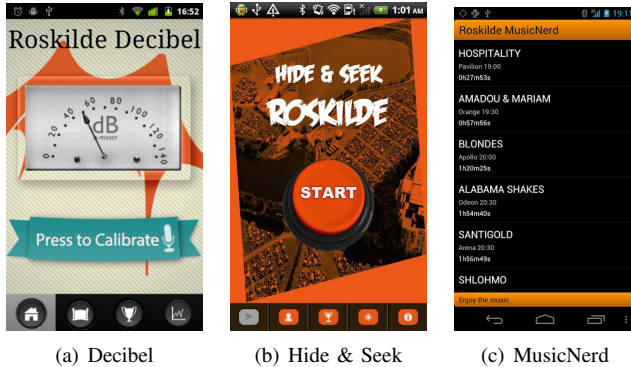 16:52
Roskilde Decibel
0 20 40 60 80 100 120 140
dB
Press to Calibrate
(a) Decibel
1:01 AM
HIDE & SEEK
ROSKILDE
START
(b) Hide & Seek
19:11
Roskilde MusicNerd
HOSPITALITY
Pavilion 19:00
0h27m53s
AMADOU & MARIAM
Orange 19:30
0h57m56s
BLONDES
Apollo 20:00
1h20m25s
ALABAMA SHAKES
Odeon 20:30
1h54m40s
SANTIGOLD
Arena 20:30
1h56m49s
SHLOHMO
Enjoy the music
(c) MusicNerd